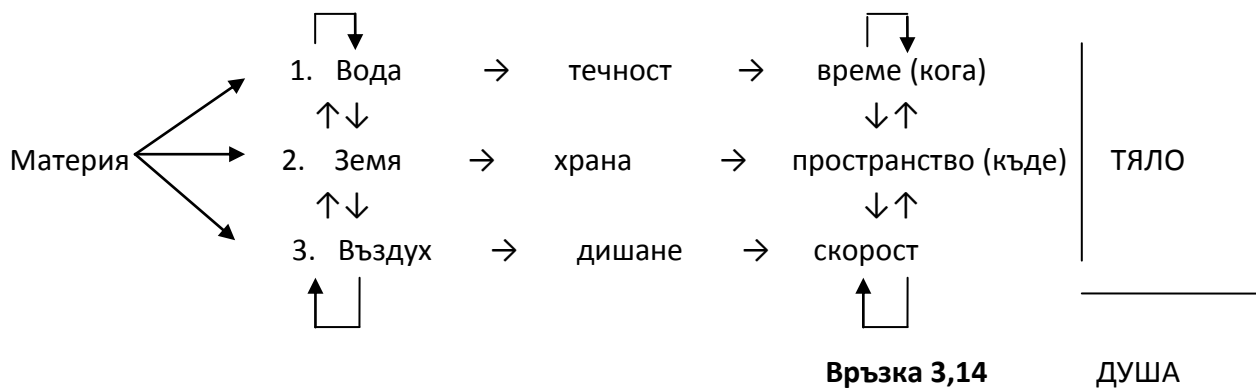 1. Вода → течност → време (кога)
↑↓ ↓↑
Материя 2. Земя → храна → пространство (къде) ТЯЛО
↑↓ ↓↑
3. Въздух → дишане → скорост
Връзка 3,14 ДУША